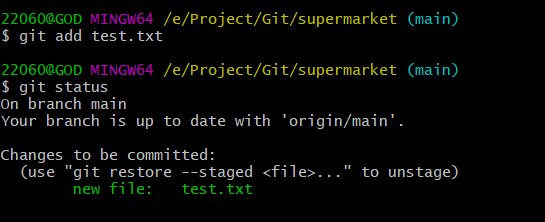 22060@GOD MINGW64 /e/Project/Git/supermarket (main)
$ git add test.txt
22060@GOD MINGW64 /e/Project/Git/supermarket (main)
$ git status
On branch main
Your branch is up to date with 'origin/main'.
Changes to be committed:
  (use "git restore --staged <file>..." to unstage)
        new file:   test.txt